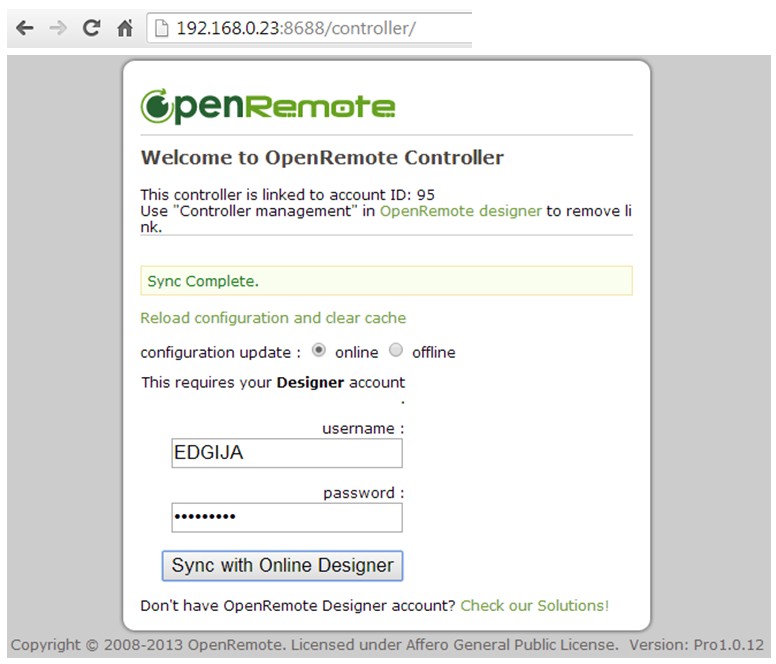 192.168.0.23:8688/controller/
OpenRemote
Welcome to OpenRemote Controller
This controller is linked to account ID: 95
Use "Controller management" in OpenRemote designer to remove li
nk.
Sync Complete.
Reload configuration and clear cache
configuration update : online offline
This requires your Designer account
.
username :
EDGIJA
password :
•••••••••
Sync with Online Designer
Don't have OpenRemote Designer account? Check our Solutions!
Copyright © 2008-2013 OpenRemote. Licensed under Affero General Public License. Version: Pro1.0.12